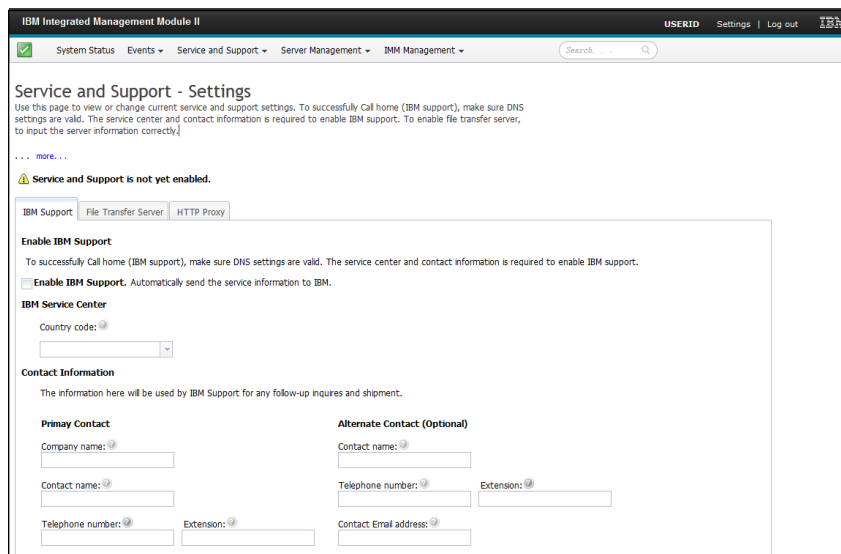 IBM Integrated Management Module II
USERID Settings | Log out IBM
System Status Events Service and Support Server Management IMM Management Search. . .
Service and Support - Settings
Use this page to view or change current service and support settings. To successfully Call home (IBM support), make sure DNS
settings are valid. The service center and contact information is required to enable IBM support. To enable file transfer server,
to input the server information correctly.
. . . more. . .
Service and Support is not yet enabled.
IBM Support File Transfer Server HTTP Proxy
Enable IBM Support
To successfully Call home (IBM support), make sure DNS settings are valid. The service center and contact information is required to enable IBM support.
Enable IBM Support. Automatically send the service information to IBM.
IBM Service Center
Country code:
Contact Information
The information here will be used by IBM Support for any follow-up inquires and shipment.
Primay Contact Alternate Contact (Optional)
Company name: Contact name:
Contact name: Telephone number: Extension:
Telephone number: Extension: Contact Email address: